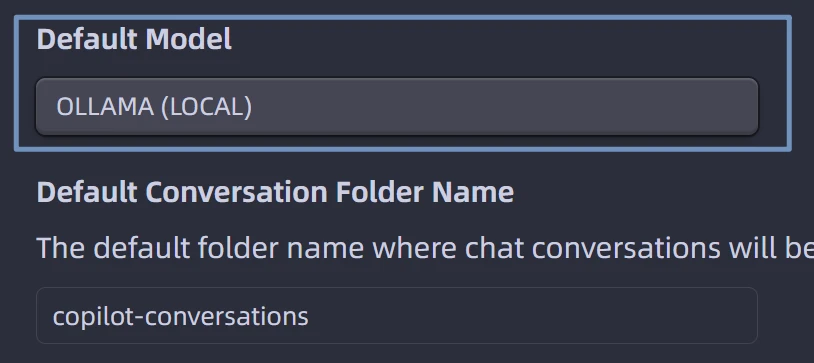 Default Model
OLLAMA (LOCAL)
Default Conversation Folder Name
The default folder name where chat conversations will be
copilot-conversations